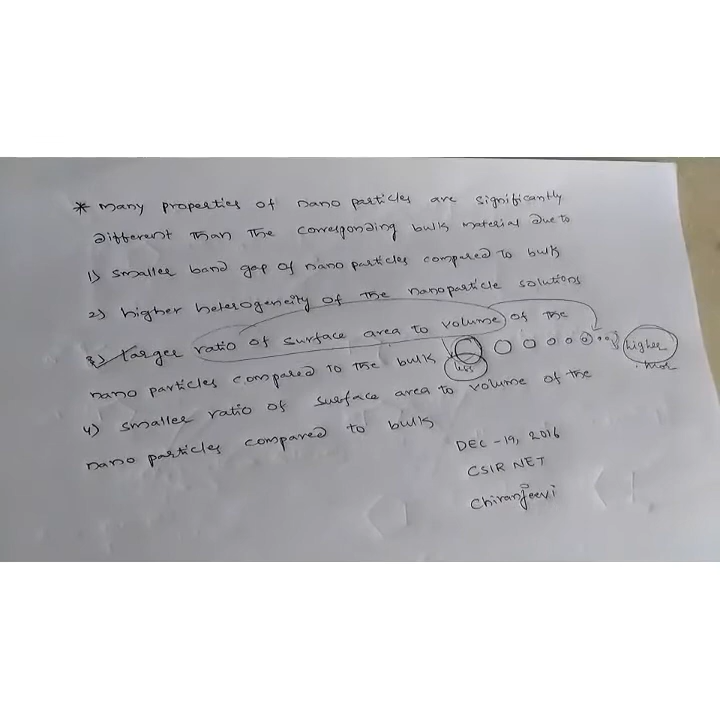 * many properties of nano particles are significantly
different than the corresponding bulk material due to
1) smaller band gap of nano particles compared to bulk
2) higher heterogeneity of the nanoparticle solutions
3) larger ratio of surface area to volume of the
nano particles compared to the bulk less higher
4) smaller ratio of surface area to volume of the
nano particles compared to bulk
DEC - 19, 2016
CSIR NET
Chiranjeevi